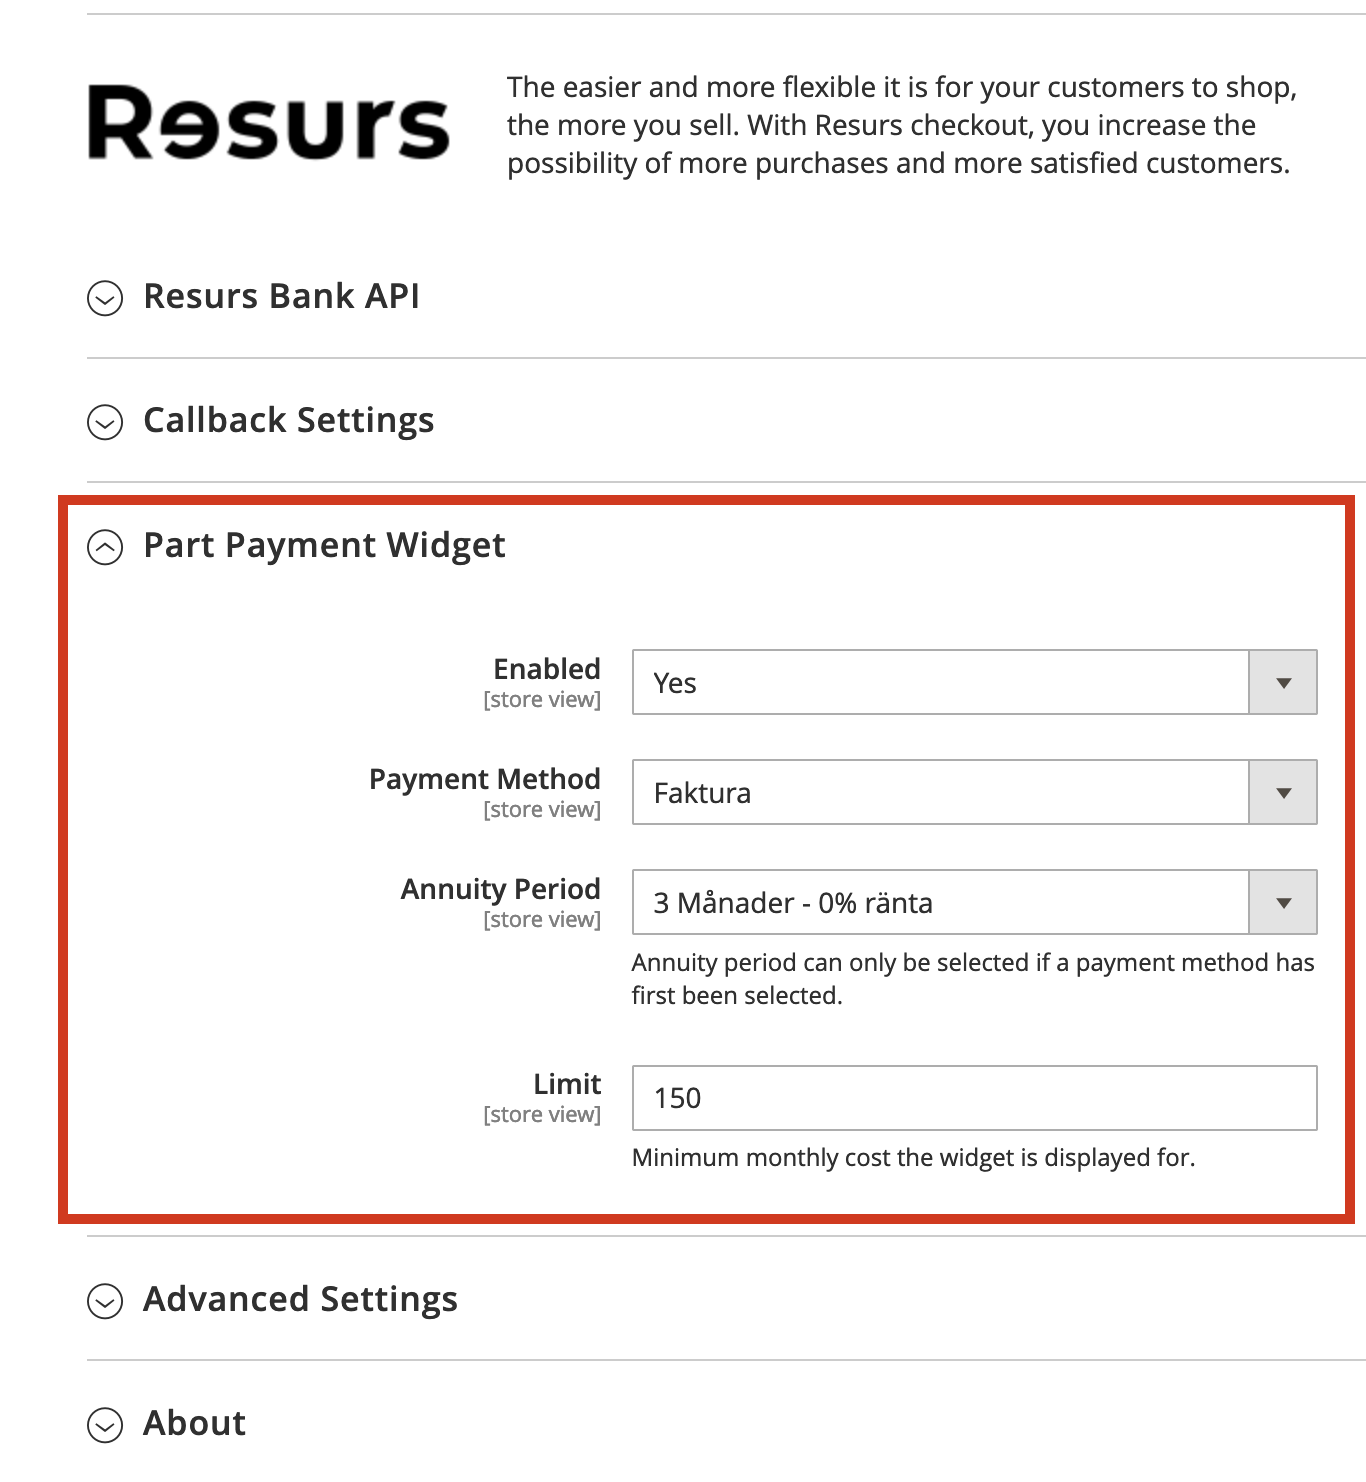 Resurs
The easier and more flexible it is for your customers to shop,
the more you sell. With Resurs checkout, you increase the
possibility of more purchases and more satisfied customers.
Resurs Bank API
Callback Settings
Part Payment Widget
Enabled
[store view]
Yes
Payment Method
[store view]
Faktura
Annuity Period
[store view]
3 Månader - 0% ränta
Annuity period can only be selected if a payment method has
first been selected.
Limit
[store view]
150
Minimum monthly cost the widget is displayed for.
Advanced Settings
About